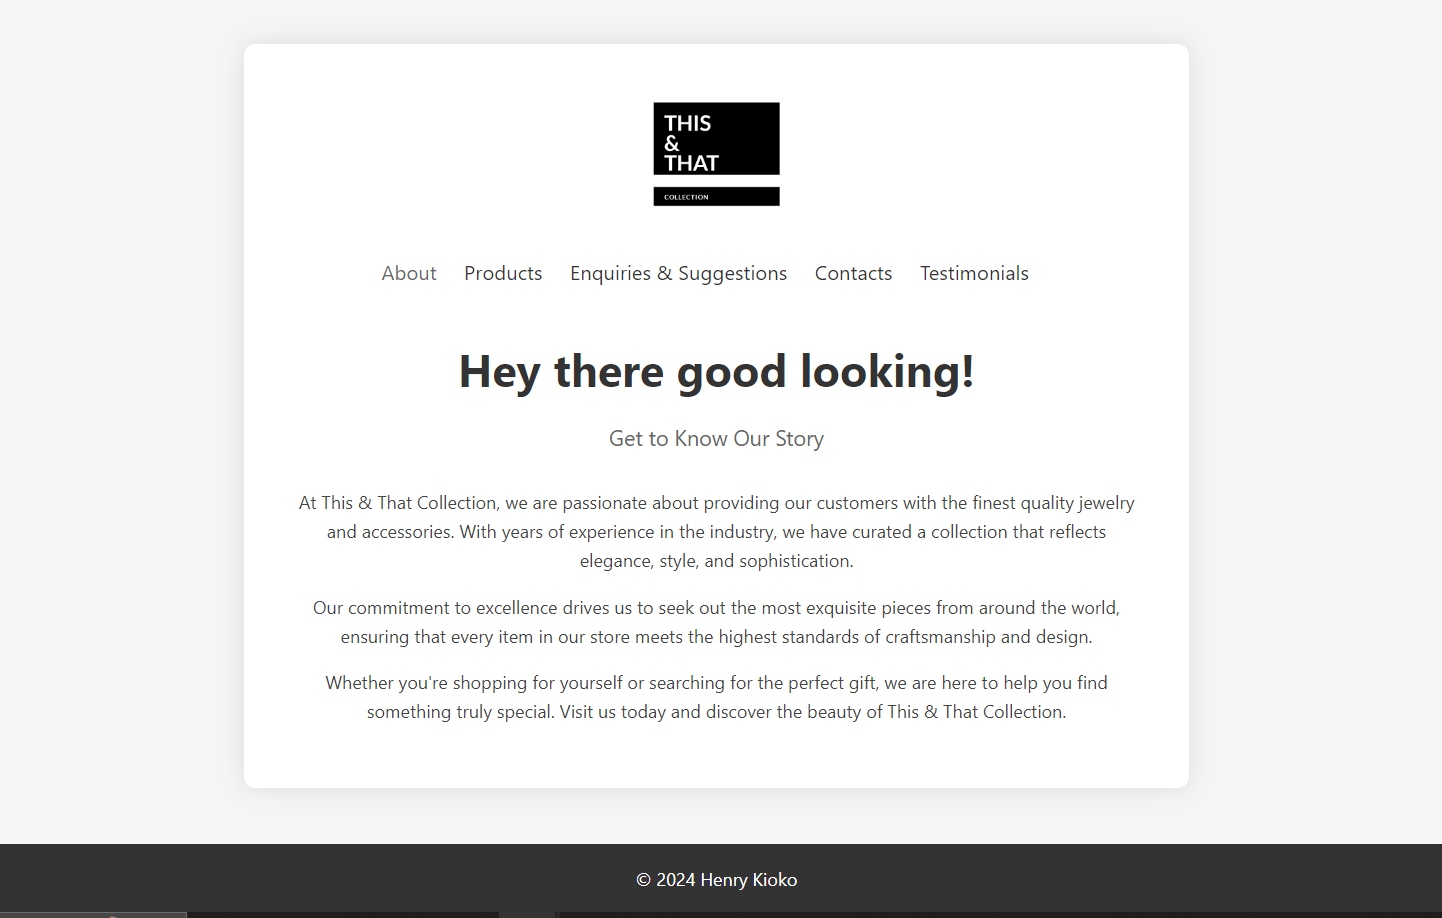 THIS
&
THAT
COLLECTION
About Products Enquiries & Suggestions Contacts Testimonials
Hey there good looking!
Get to Know Our Story
At This & That Collection, we are passionate about providing our customers with the finest quality jewelry
and accessories. With years of experience in the industry, we have curated a collection that reflects
elegance, style, and sophistication.
Our commitment to excellence drives us to seek out the most exquisite pieces from around the world,
ensuring that every item in our store meets the highest standards of craftsmanship and design.
Whether you're shopping for yourself or searching for the perfect gift, we are here to help you find
something truly special. Visit us today and discover the beauty of This & That Collection.
© 2024 Henry Kioko